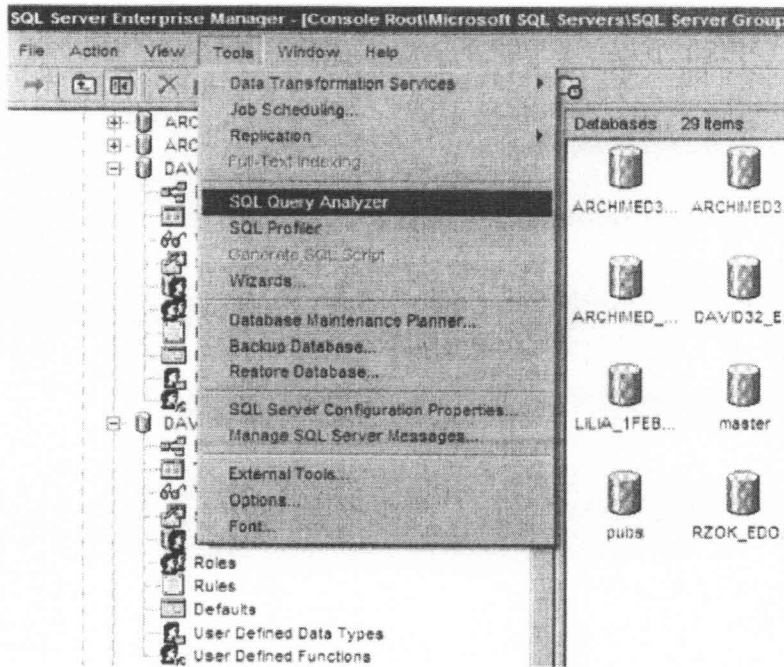 SQL Server Enterprise Manager - [Console Root\Microsoft SQL Servers\SQL Server Group
File Action View Tools Window Help
Data Transformation Services
Job Scheduling...
Replication
Full-Text Indexing
SQL Query Analyzer
SQL Profiler
Generate SQL Script
Wizards...
Database Maintenance Planner...
Backup Database...
Restore Database...
SQL Server Configuration Properties...
Manage SQL Server Messages...
External Tools...
Options...
Font...
ARC
ARC
DAV
DAV
Roles
Rules
Defaults
User Defined Data Types
User Defined Functions
Databases 29 Items
ARCHIMED3... ARCHIMED3
ARCHIMED_... DAVID32_E
LILIA_1FEB... master
pubs RZOK_EDO